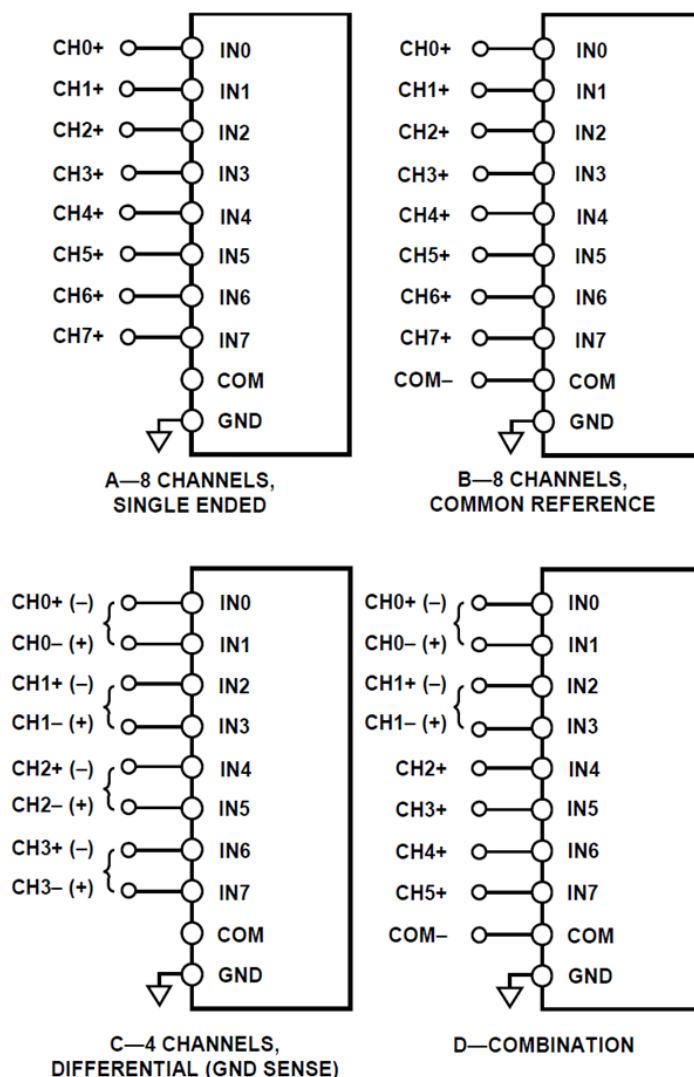 CH0+ IN0
CH1+ IN1
CH2+ IN2
CH3+ IN3
CH4+ IN4
CH5+ IN5
CH6+ IN6
CH7+ IN7
COM
GND
A—8 CHANNELS,
SINGLE ENDED
CH0+ IN0
CH1+ IN1
CH2+ IN2
CH3+ IN3
CH4+ IN4
CH5+ IN5
CH6+ IN6
CH7+ IN7
COM– COM
GND
B—8 CHANNELS,
COMMON REFERENCE
CH0+ (–) IN0
CH0– (+) IN1
CH1+ (–) IN2
CH1– (+) IN3
CH2+ (–) IN4
CH2– (+) IN5
CH3+ (–) IN6
CH3– (+) IN7
COM
GND
C—4 CHANNELS,
DIFFERENTIAL (GND SENSE)
CH0+ (–) IN0
CH0– (+) IN1
CH1+ (–) IN2
CH1– (+) IN3
CH2+ IN4
CH3+ IN5
CH4+ IN6
CH5+ IN7
COM– COM
GND
D—COMBINATION